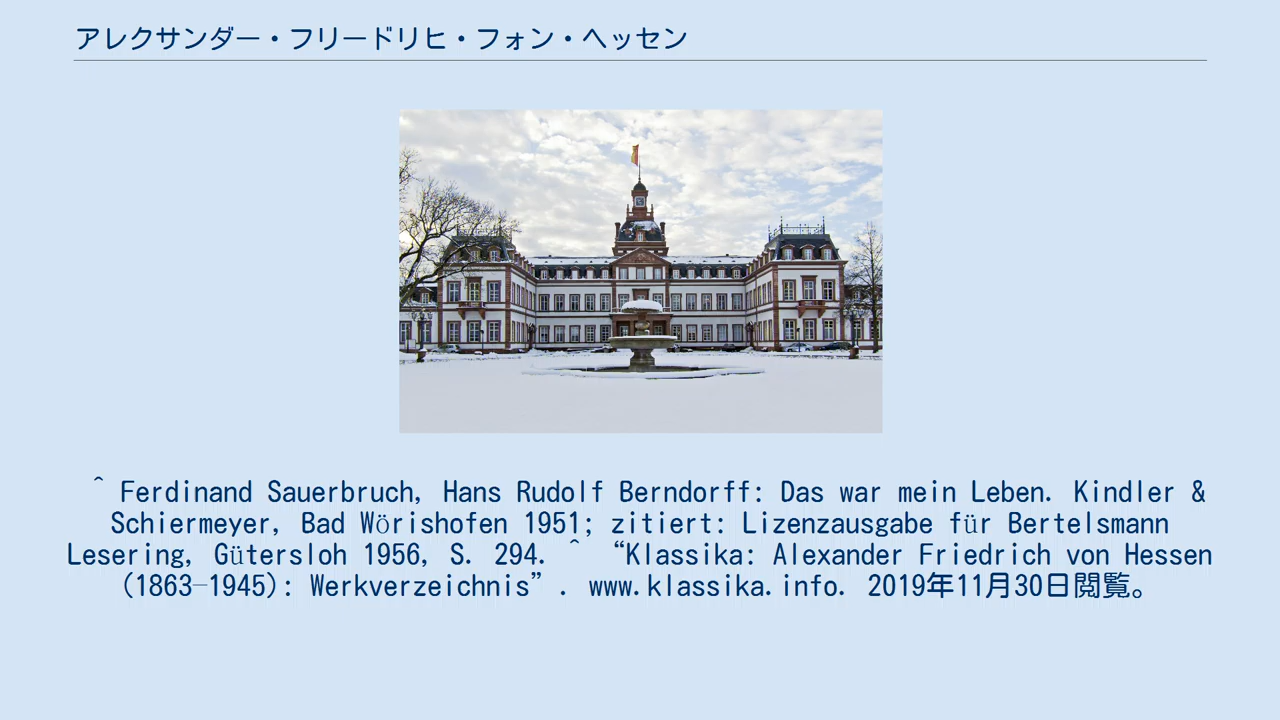 アレクサンダー・フリードリヒ・フォン・ヘッセン
^ Ferdinand Sauerbruch, Hans Rudolf Berndorff: Das war mein Leben. Kindler &
Schiermeyer, Bad Wörishofen 1951; zitiert: Lizenzausgabe für Bertelsmann
Lesering, Gütersloh 1956, S. 294. ^ “Klassika: Alexander Friedrich von Hessen
(1863–1945): Werkverzeichnis”. www.klassika.info. 2019年11月30日閲覧。